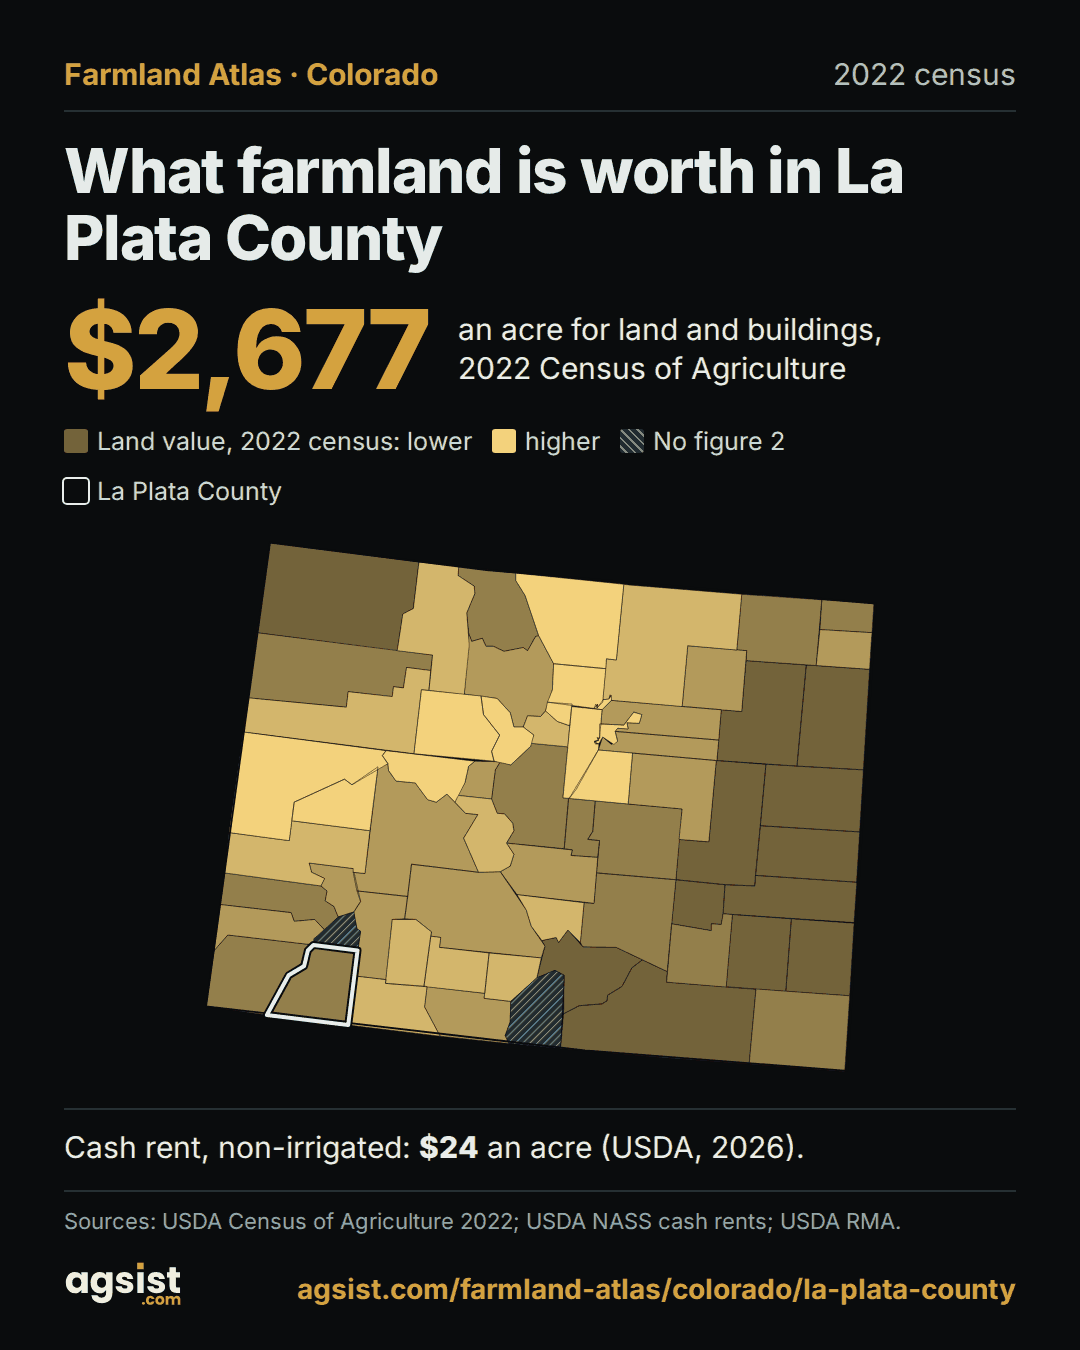 Farmland Atlas · Colorado
2022 census
What farmland is worth in La
Plata County
$2,677
an acre for land and buildings,
2022 Census of Agriculture
Land value, 2022 census: lower
higher
No figure 2
La Plata County
Cash rent, non-irrigated: $24 an acre (USDA, 2026).
Sources: USDA Census of Agriculture 2022; USDA NASS cash rents; USDA RMA.
agsist
.com
agsist.com/farmland-atlas/colorado/la-plata-county